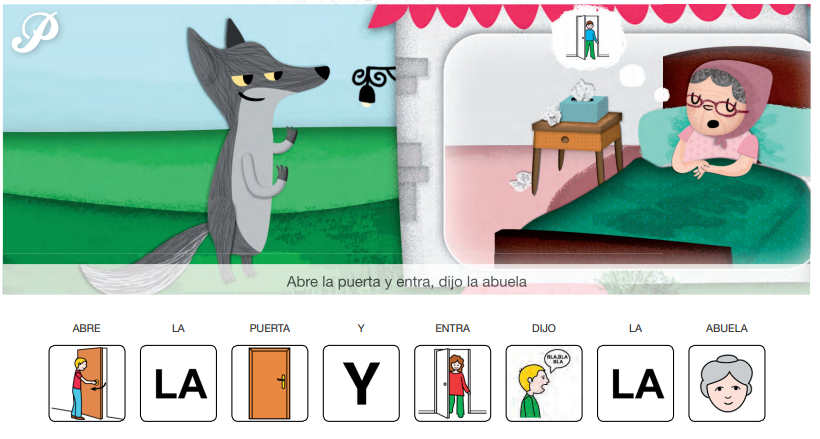 P
Abre la puerta y entra, dijo la abuela
ABRE LA PUERTA Y ENTRA DIJO LA ABUELA
BLA,BLA
BLA
LA Y LA